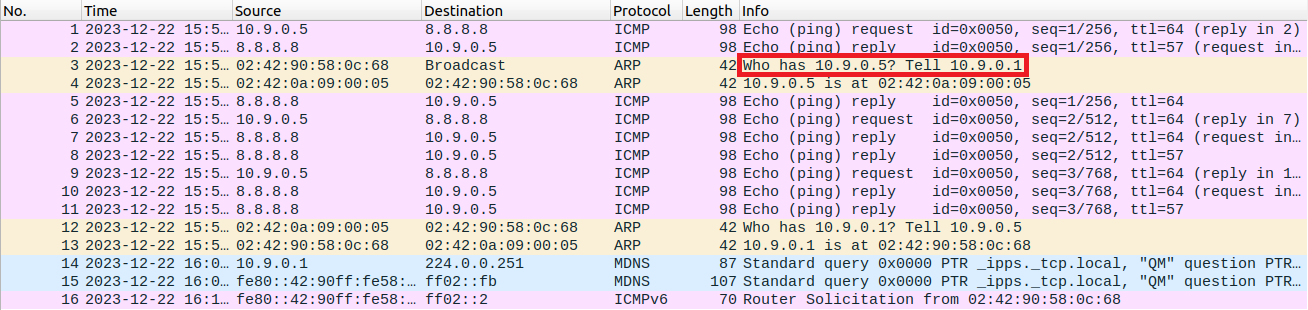 No. Time Source Destination Protocol Length Info
1 2023-12-22 15:5… 10.9.0.5 8.8.8.8 ICMP 98 Echo (ping) request id=0x0050, seq=1/256, ttl=64 (reply in 2)
2 2023-12-22 15:5… 8.8.8.8 10.9.0.5 ICMP 98 Echo (ping) reply id=0x0050, seq=1/256, ttl=57 (request in…
3 2023-12-22 15:5… 02:42:90:58:0c:68 Broadcast ARP 42 Who has 10.9.0.5? Tell 10.9.0.1
4 2023-12-22 15:5… 02:42:0a:09:00:05 02:42:90:58:0c:68 ARP 42 10.9.0.5 is at 02:42:0a:09:00:05
5 2023-12-22 15:5… 8.8.8.8 10.9.0.5 ICMP 98 Echo (ping) reply id=0x0050, seq=1/256, ttl=64
6 2023-12-22 15:5… 10.9.0.5 8.8.8.8 ICMP 98 Echo (ping) request id=0x0050, seq=2/512, ttl=64 (reply in 7)
7 2023-12-22 15:5… 8.8.8.8 10.9.0.5 ICMP 98 Echo (ping) reply id=0x0050, seq=2/512, ttl=64 (request in…
8 2023-12-22 15:5… 8.8.8.8 10.9.0.5 ICMP 98 Echo (ping) reply id=0x0050, seq=2/512, ttl=57
9 2023-12-22 15:5… 10.9.0.5 8.8.8.8 ICMP 98 Echo (ping) request id=0x0050, seq=3/768, ttl=64 (reply in 1…
10 2023-12-22 15:5… 8.8.8.8 10.9.0.5 ICMP 98 Echo (ping) reply id=0x0050, seq=3/768, ttl=64 (request in…
11 2023-12-22 15:5… 8.8.8.8 10.9.0.5 ICMP 98 Echo (ping) reply id=0x0050, seq=3/768, ttl=57
12 2023-12-22 15:5… 02:42:0a:09:00:05 02:42:90:58:0c:68 ARP 42 Who has 10.9.0.1? Tell 10.9.0.5
13 2023-12-22 15:5… 02:42:90:58:0c:68 02:42:0a:09:00:05 ARP 42 10.9.0.1 is at 02:42:90:58:0c:68
14 2023-12-22 16:0… 10.9.0.1 224.0.0.251 MDNS 87 Standard query 0x0000 PTR _ipps._tcp.local, "QM" question PTR…
15 2023-12-22 16:0… fe80::42:90ff:fe58:… ff02::fb MDNS 107 Standard query 0x0000 PTR _ipps._tcp.local, "QM" question PTR…
16 2023-12-22 16:1… fe80::42:90ff:fe58:… ff02::2 ICMPv6 70 Router Solicitation from 02:42:90:58:0c:68